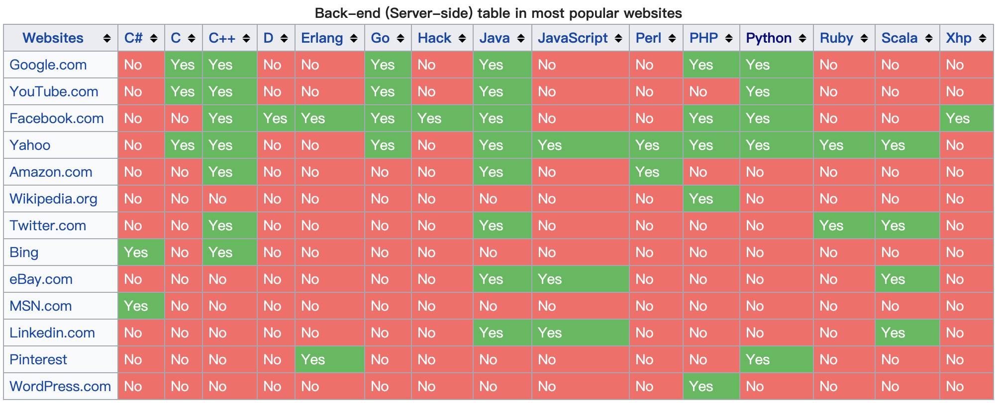 Back-end (Server-side) table in most popular websites
Websites C# C C++ D Erlang Go Hack Java JavaScript Perl PHP Python Ruby Scala Xhp
Google.com No Yes Yes No No Yes No Yes No No Yes Yes No No No
YouTube.com No Yes Yes No No Yes No Yes No No No Yes No No No
Facebook.com No No Yes Yes Yes Yes Yes Yes No No Yes Yes No No Yes
Yahoo No Yes Yes No No Yes No Yes Yes Yes Yes Yes Yes Yes No
Amazon.com No No Yes No No No No Yes No Yes No No No No No
Wikipedia.org No No No No No No No No No No Yes No No No No
Twitter.com No No Yes No No No No Yes No No No No Yes Yes No
Bing Yes No Yes No No No No No No No No No No No No
eBay.com No No No No No No No Yes Yes No No No No Yes No
MSN.com Yes No No No No No No No No No No No No No No
Linkedin.com No No No No No No No Yes Yes No No No No Yes No
Pinterest No No No No Yes No No No No No No Yes No No No
WordPress.com No No No No No No No No No No Yes No No No No